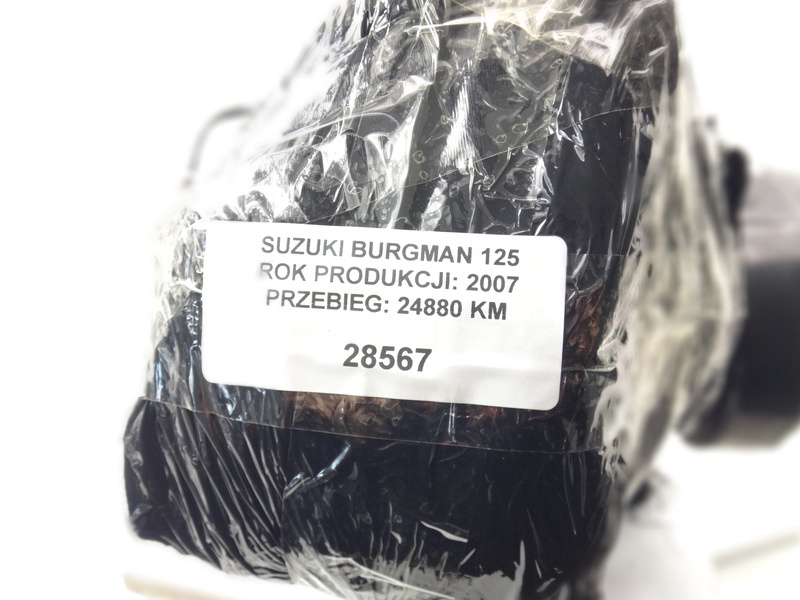 SUZUKI BURGMAN 125
ROK PRODUKCJI: 2007
PRZEBIEG: 24880 KM
28567